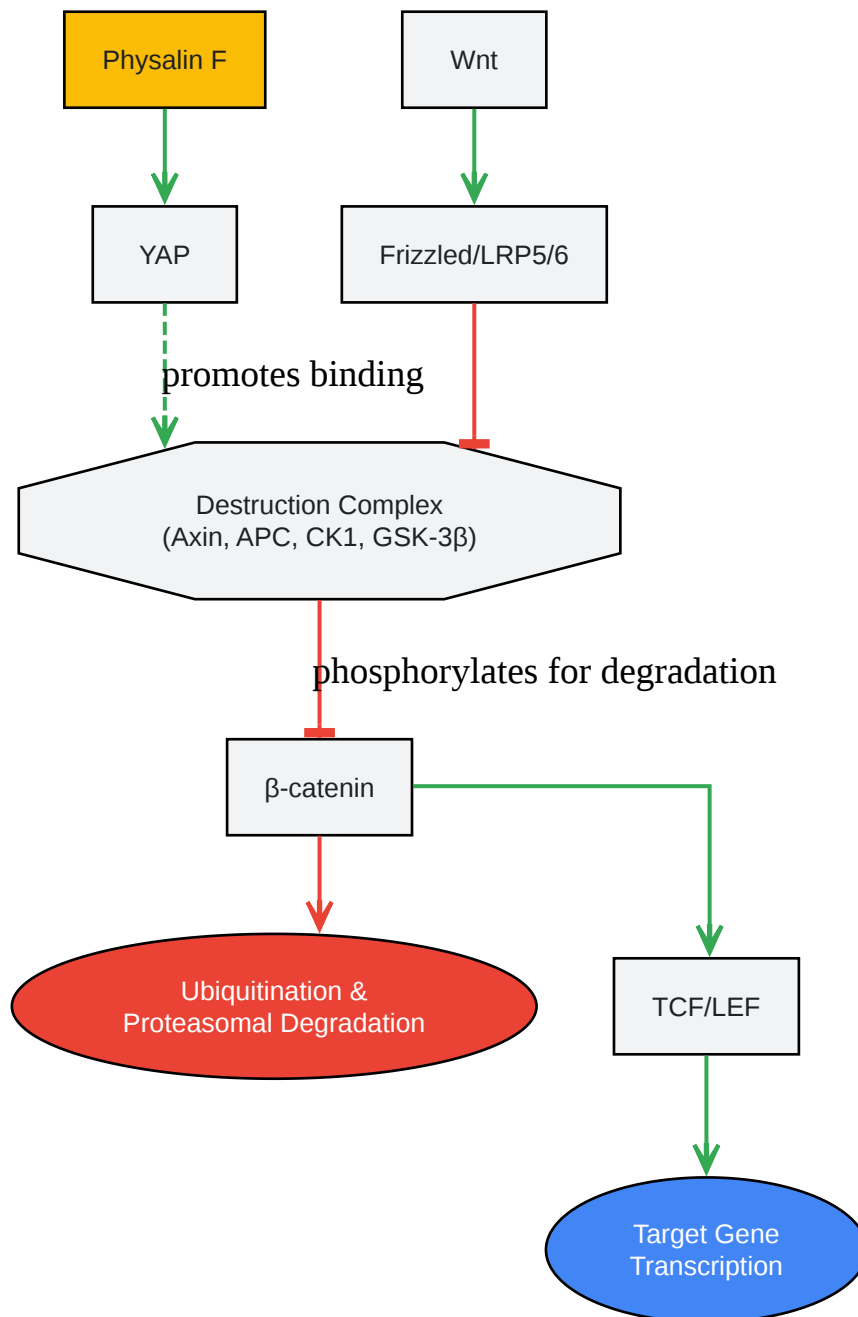 Physalin F
Wnt
YAP
Frizzled/LRP5/6
promotes binding
Destruction Complex
(Axin, APC, CK1, GSK-3β)
phosphorylates for degradation
β-catenin
Ubiquitination &
Proteasomal Degradation
TCF/LEF
Target Gene
Transcription